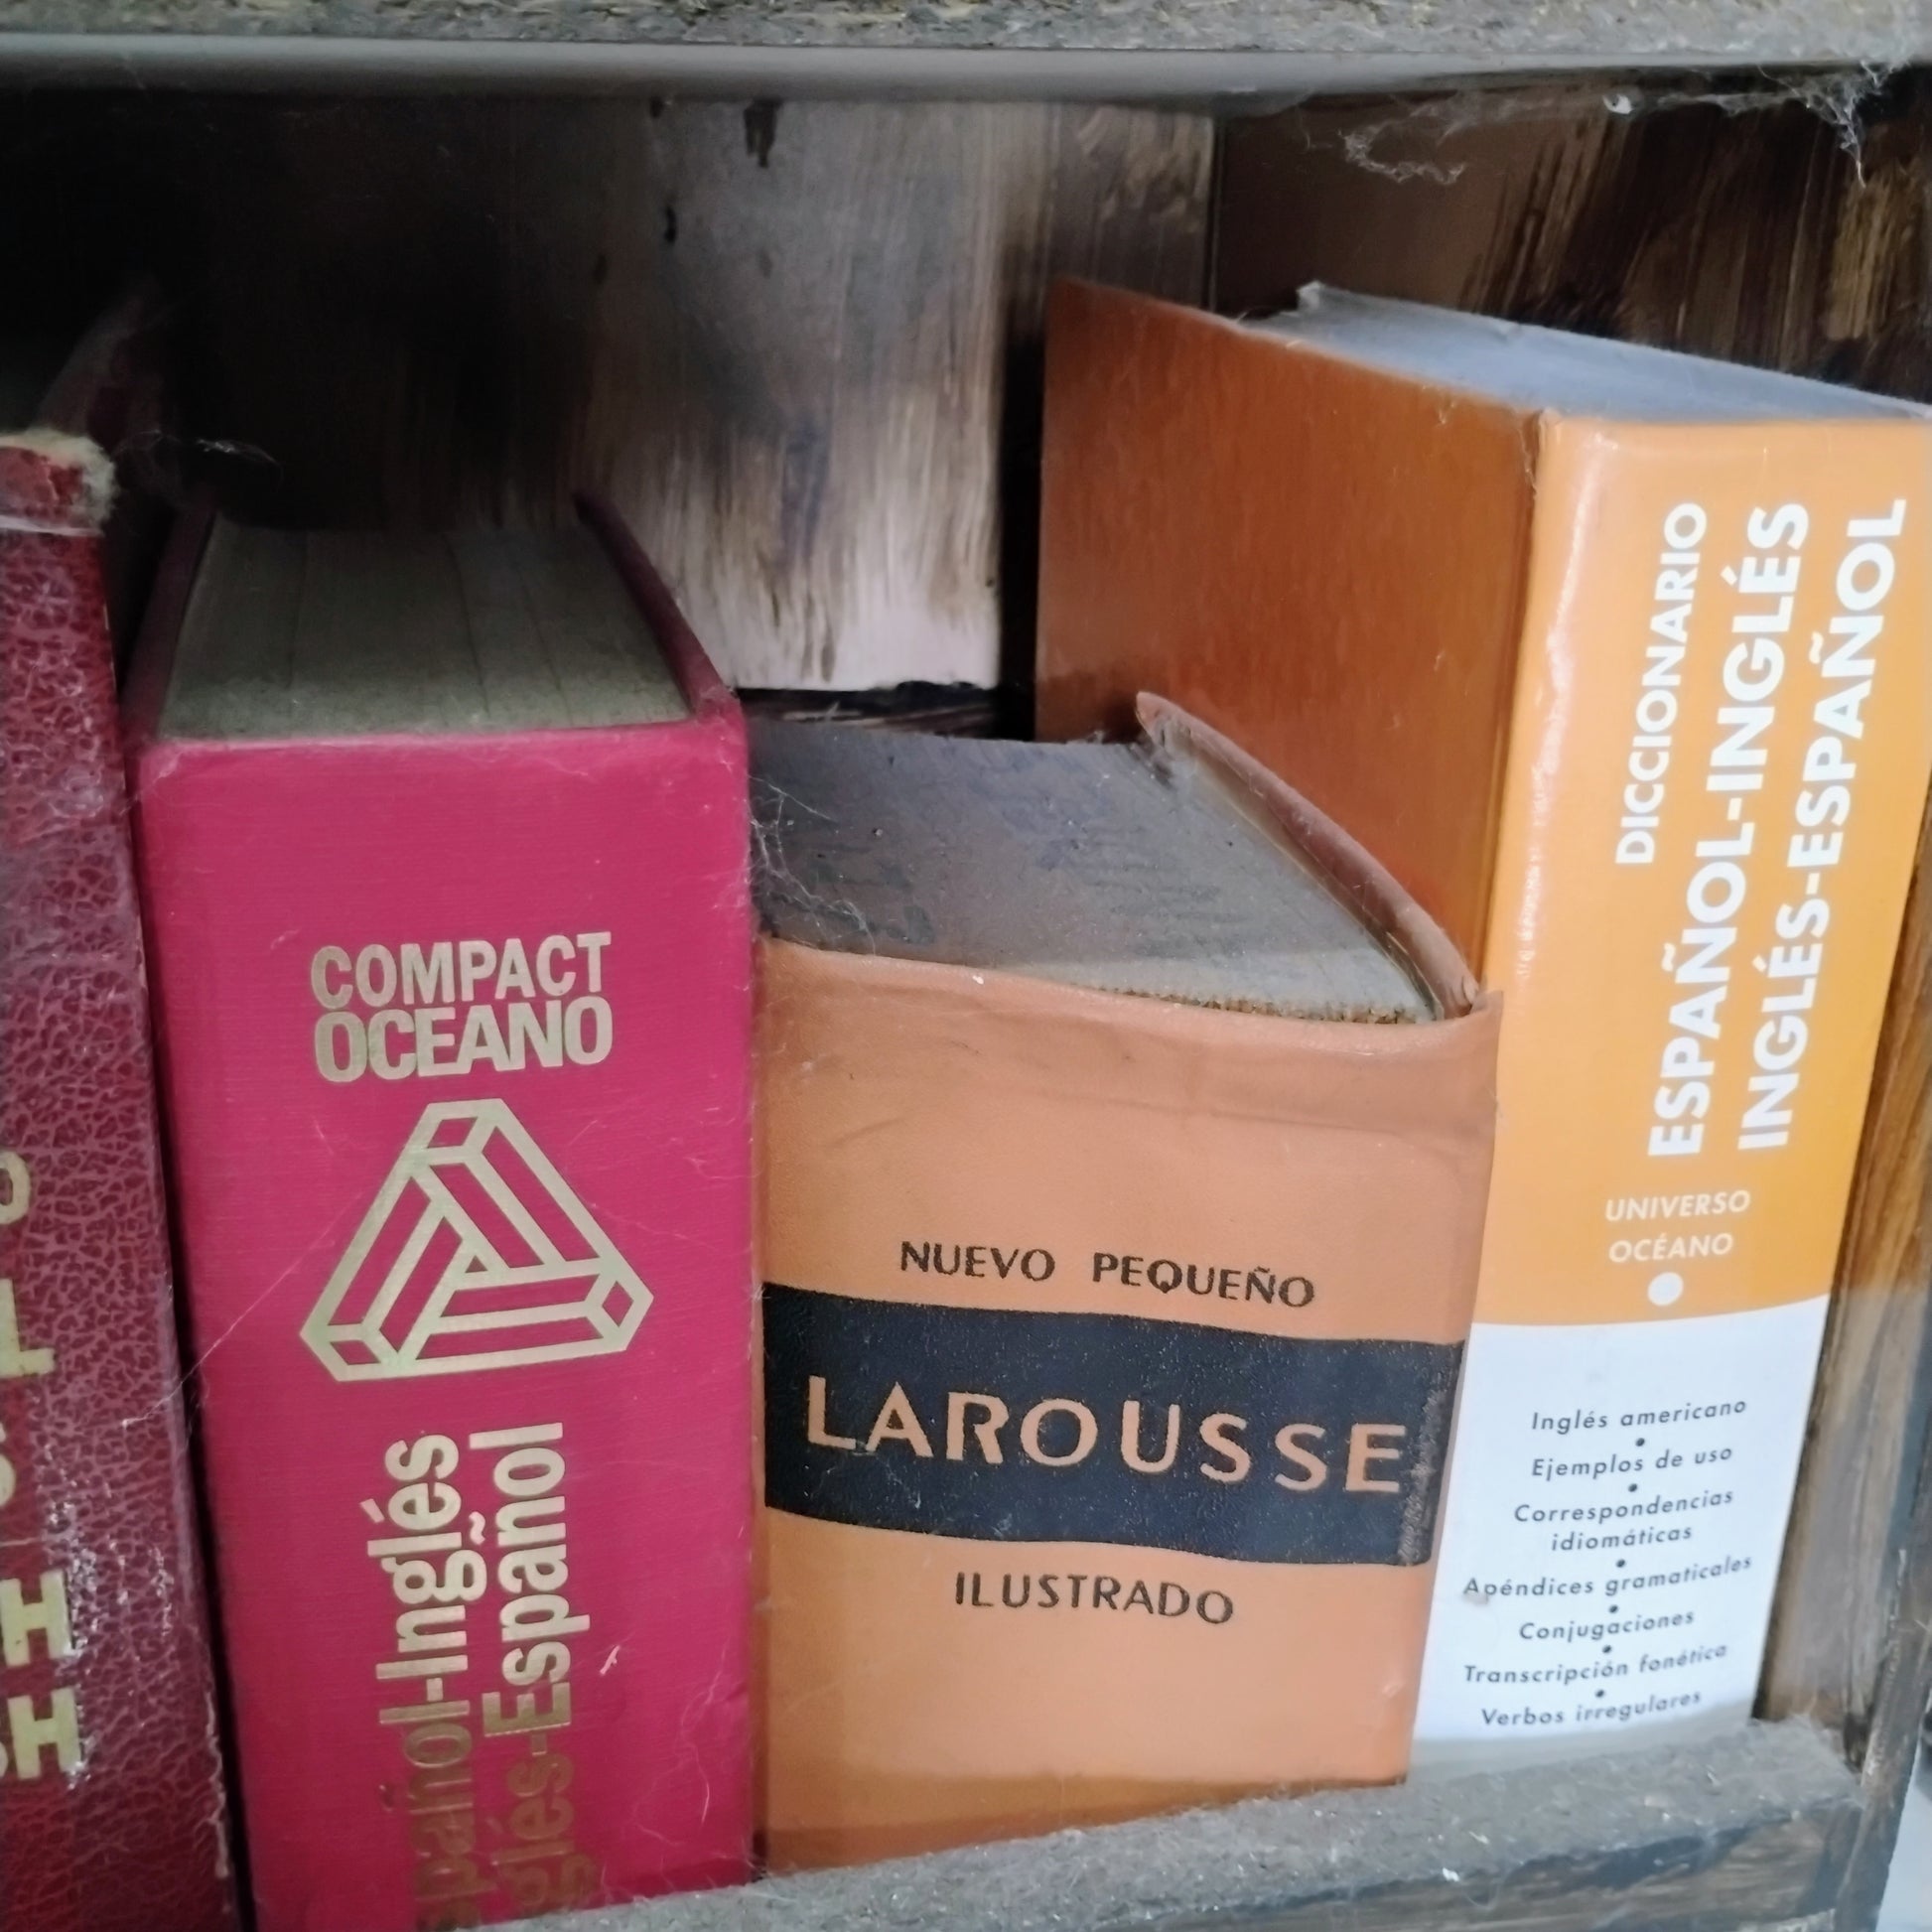 COMPACT
OCEANO
Español-Inglés
Inglés-Español
NUEVO PEQUEÑO
LAROUSSE
ILUSTRADO
DICCIONARIO
ESPAÑOL-INGLÉS
INGLÉS-ESPAÑOL
UNIVERSO
OCÉANO
Inglés americano
Ejemplos de uso
Correspondencias
idiomáticas
Apéndices gramaticales
Conjugaciones
Transcripción fonética
Verbos irregulares